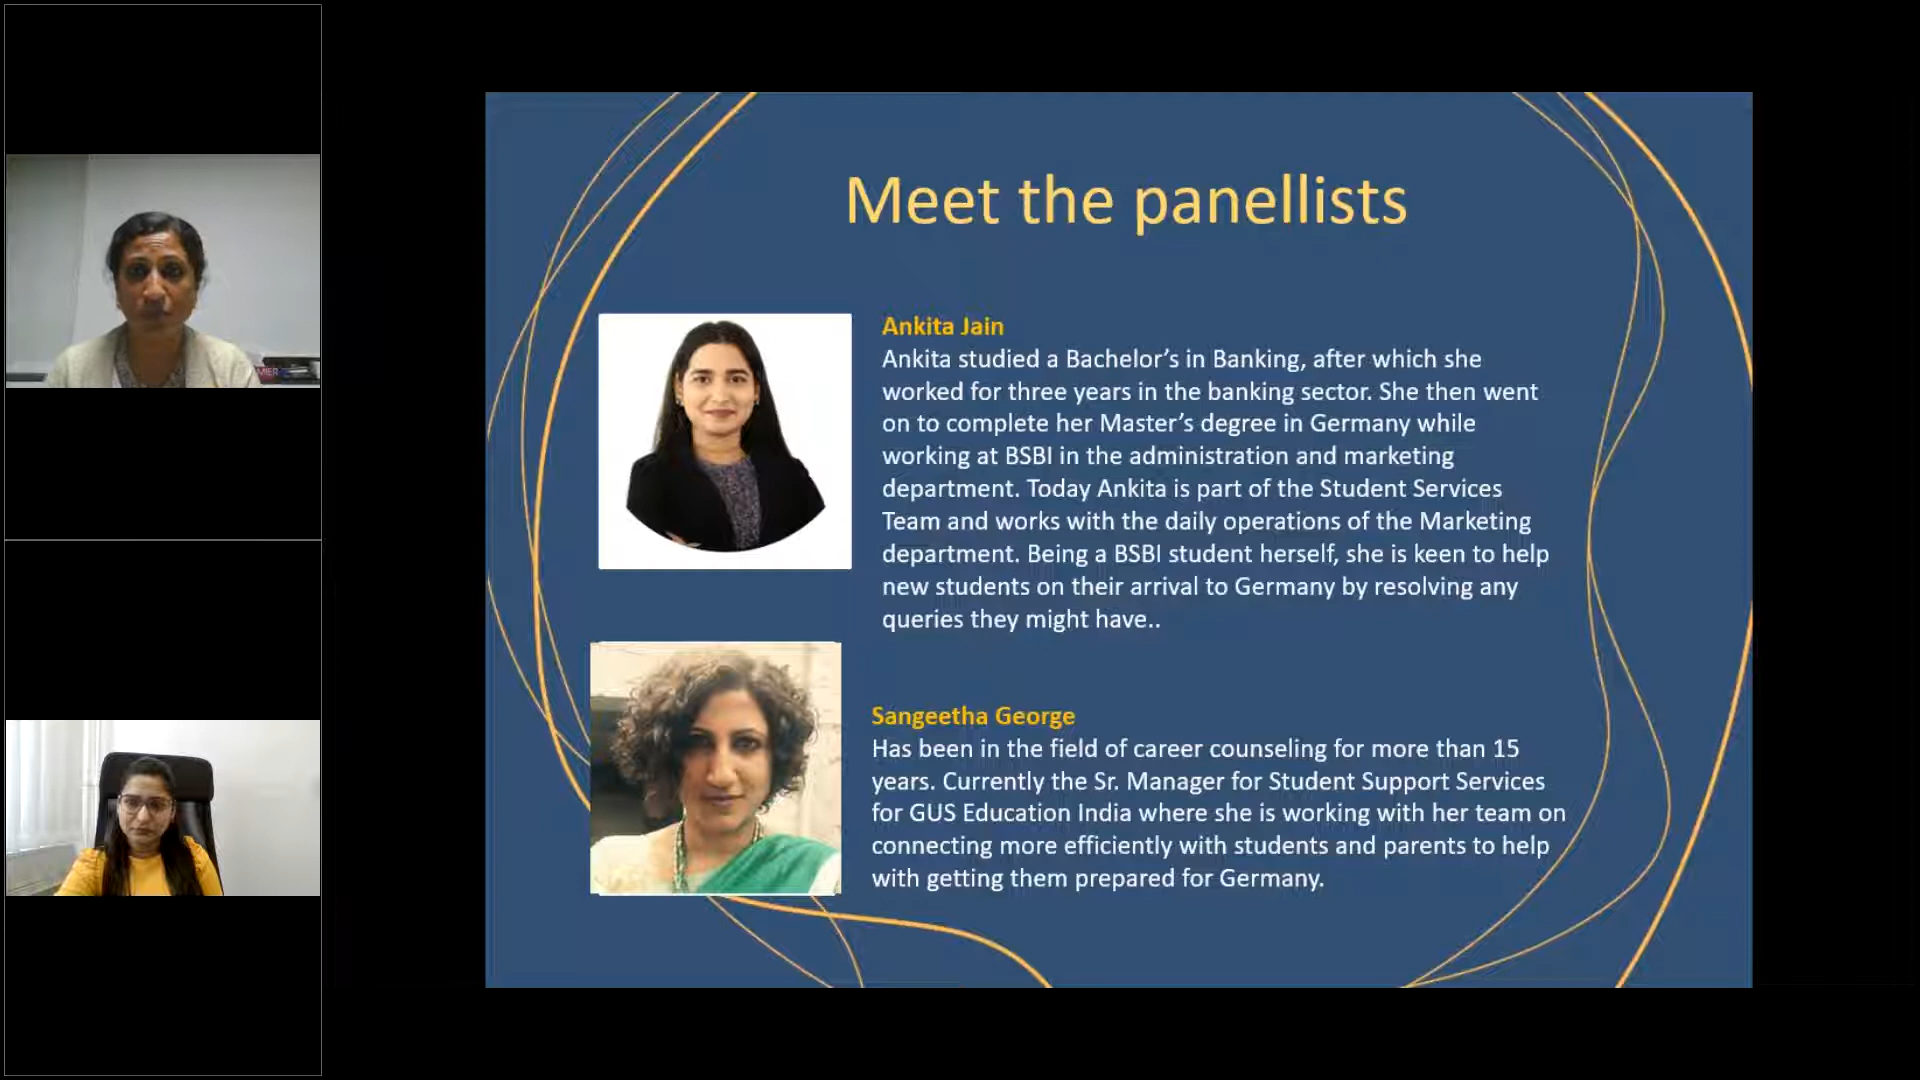 Meet the panellists
Ankita Jain
Ankita studied a Bachelor’s in Banking, after which she
worked for three years in the banking sector. She then went
on to complete her Master’s degree in Germany while
working at BSBI in the administration and marketing
department. Today Ankita is part of the Student Services
Team and works with the daily operations of the Marketing
department. Being a BSBI student herself, she is keen to help
new students on their arrival to Germany by resolving any
queries they might have..
Sangeetha George
Has been in the field of career counseling for more than 15
years. Currently the Sr. Manager for Student Support Services
for GUS Education India where she is working with her team on
connecting more efficiently with students and parents to help
with getting them prepared for Germany.